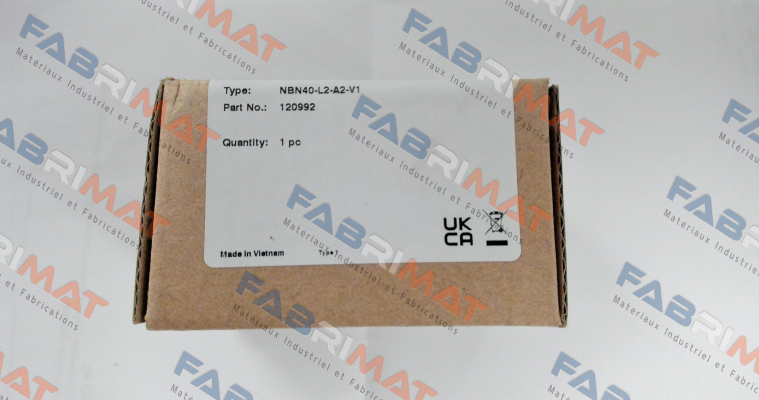 Type: NBN40-L2-A2-V1
Part No.: 120992
Quantity: 1 pc
UK
CA
Made in Vietnam
FABRIMAT
Matériaux Industriel et Fabrications